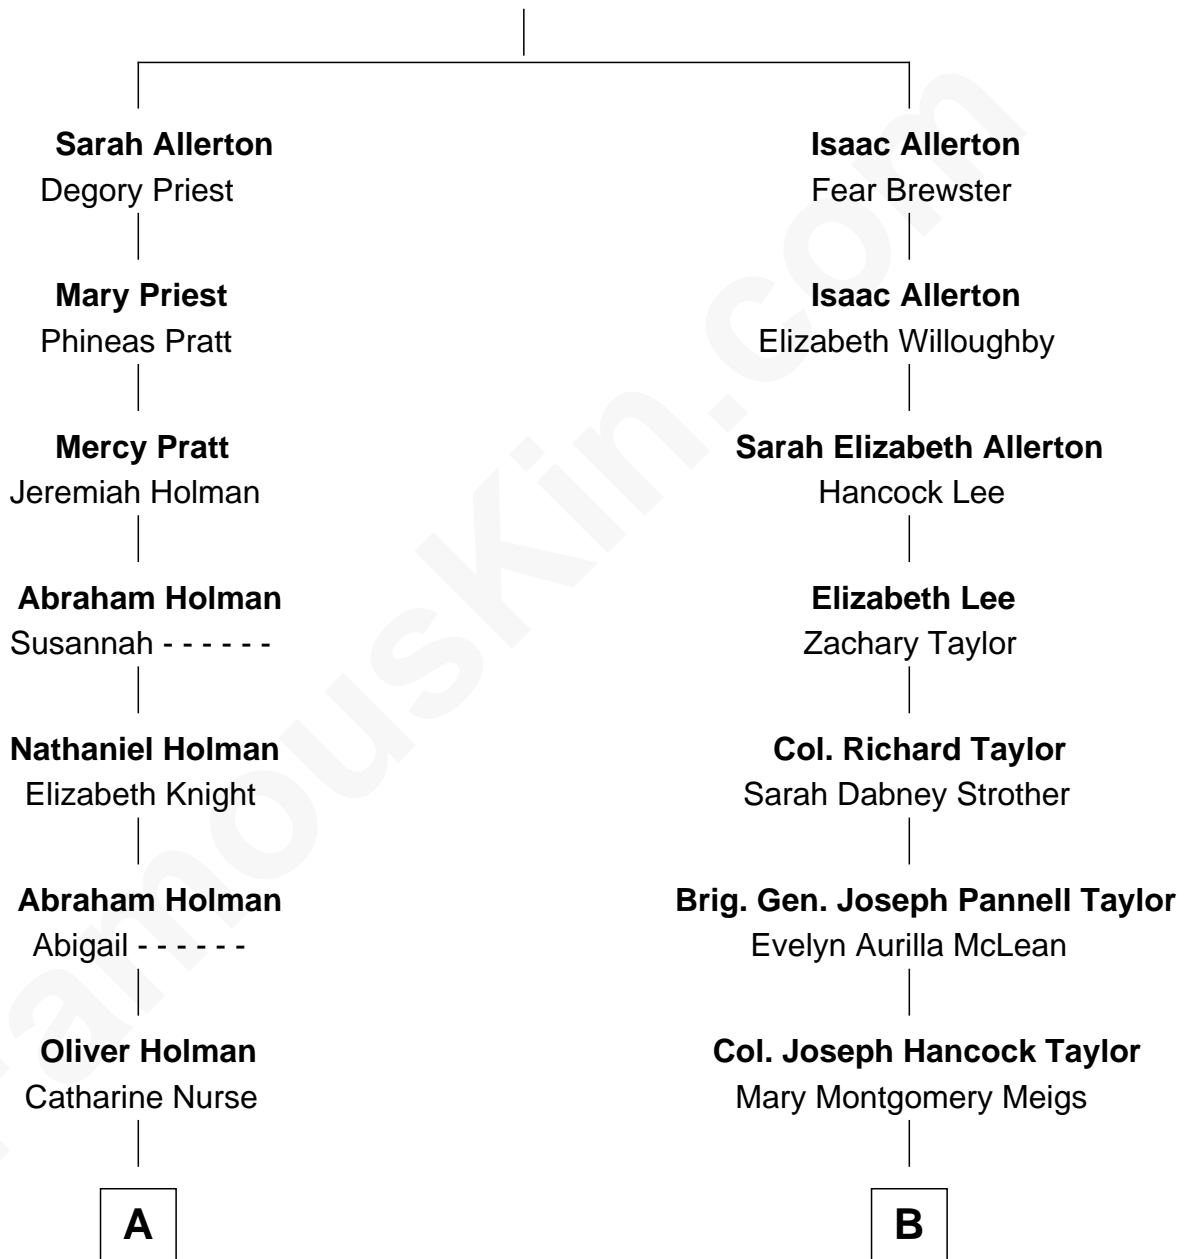 Sarah Allerton
Degory Priest
Mary Priest
Phineas Pratt
Mercy Pratt
Jeremiah Holman
Abraham Holman
Susannah - - - - - -
Nathaniel Holman
Elizabeth Knight
Abraham Holman
Abigail - - - - - -
Oliver Holman
Catharine Nurse
A
Isaac Allerton
Fear Brewster
Isaac Allerton
Elizabeth Willoughby
Sarah Elizabeth Allerton
Hancock Lee
Elizabeth Lee
Zachary Taylor
Col. Richard Taylor
Sarah Dabney Strother
Brig. Gen. Joseph Pannell Taylor
Evelyn Aurilla McLean
Col. Joseph Hancock Taylor
Mary Montgomery Meigs
B
FamousKin.com